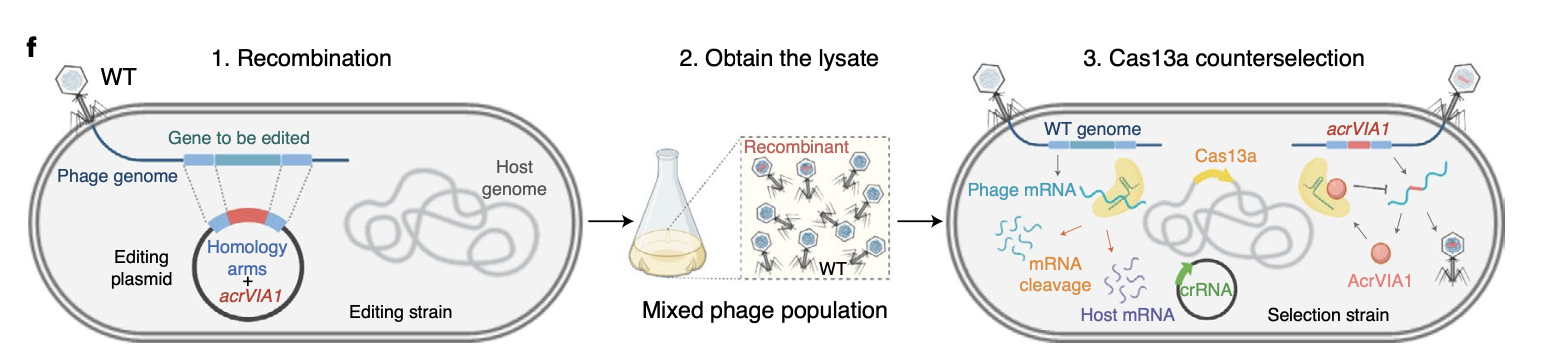 f
1. Recombination
2. Obtain the lysate
3. Cas13a counterselection
WT
Gene to be edited
Phage genome
Host
genome
Editing
plasmid
Homology
arms
+
acrVIA1
Editing strain
Recombinant
WT
Mixed phage population
WT genome
acrVIA1
Cas13a
Phage mRNA
mRNA
cleavage
Host mRNA
crRNA
AcrVIA1
Selection strain